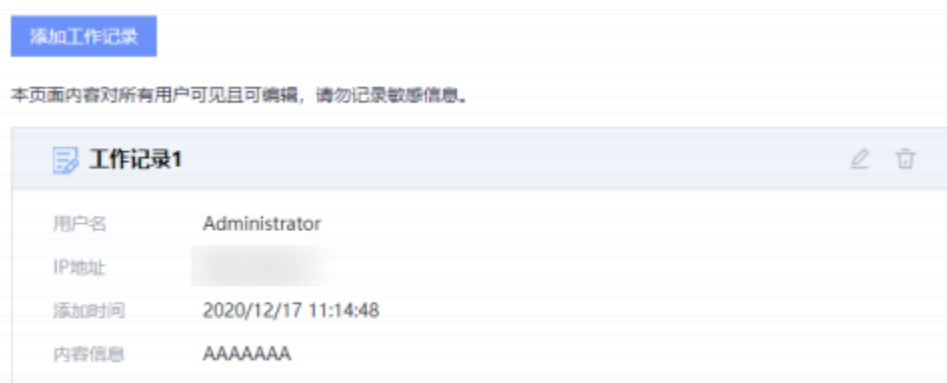 添加工作记录
本页面内容对所有用户可见且可编辑，请勿记录敏感信息。
工作记录1
用户名 Administrator
IP地址
添加时间 2020/12/17 11:14:48
内容信息 AAAAAAA